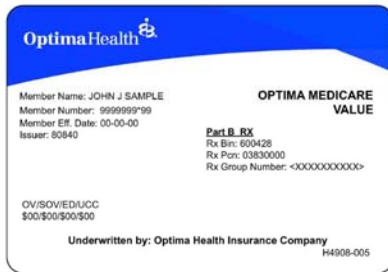 OptimaHealth
Member Name: JOHN J SAMPLE
Member Number: 9999999*99
Member Eff. Date: 00-00-00
Issuer: 80840
OPTIMA MEDICARE
VALUE
Part B RX
Rx Bin: 600428
Rx Pcn: 03830000
Rx Group Number: <XXXXXXXXXX>
OV/SOV/ED/UCC
$00/$00/$00/$00
Underwritten by: Optima Health Insurance Company
H4908-005